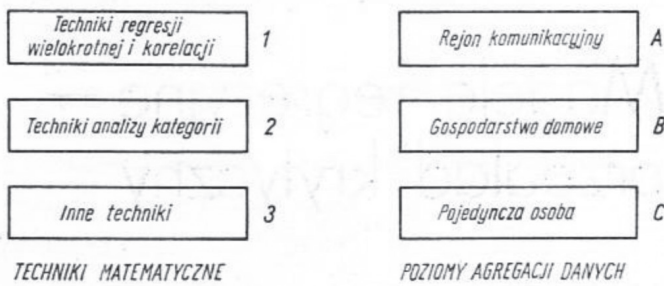 Techniki regresji
wielokrotnej i korelacji
1
Techniki analizy kategorii
2
Inne techniki
3
TECHNIKI MATEMATYCZNE
Rejon komunikacyjny
A
Gospodarstwo domowe
B
Pojedyncza osoba
C
POZIOMY AGREGACJI DANYCH